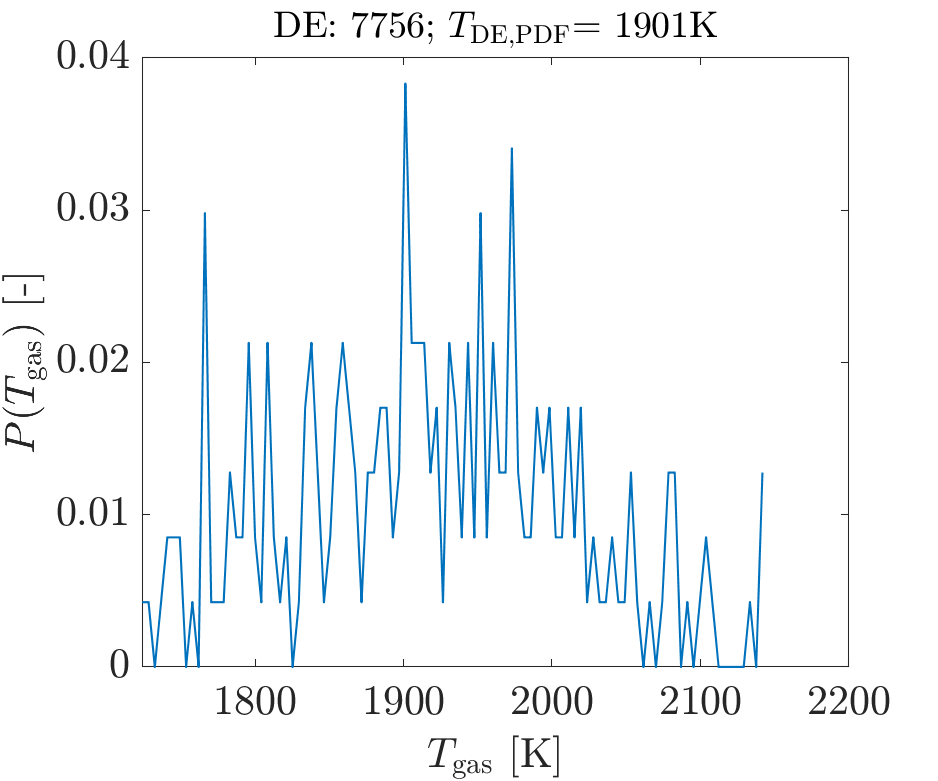 DE: 7756; T_DE,PDF= 1901K
0.04
0.03
0.02
0.01
0
P(T_gas) [-]
1800 1900 2000 2100 2200
T_gas [K]